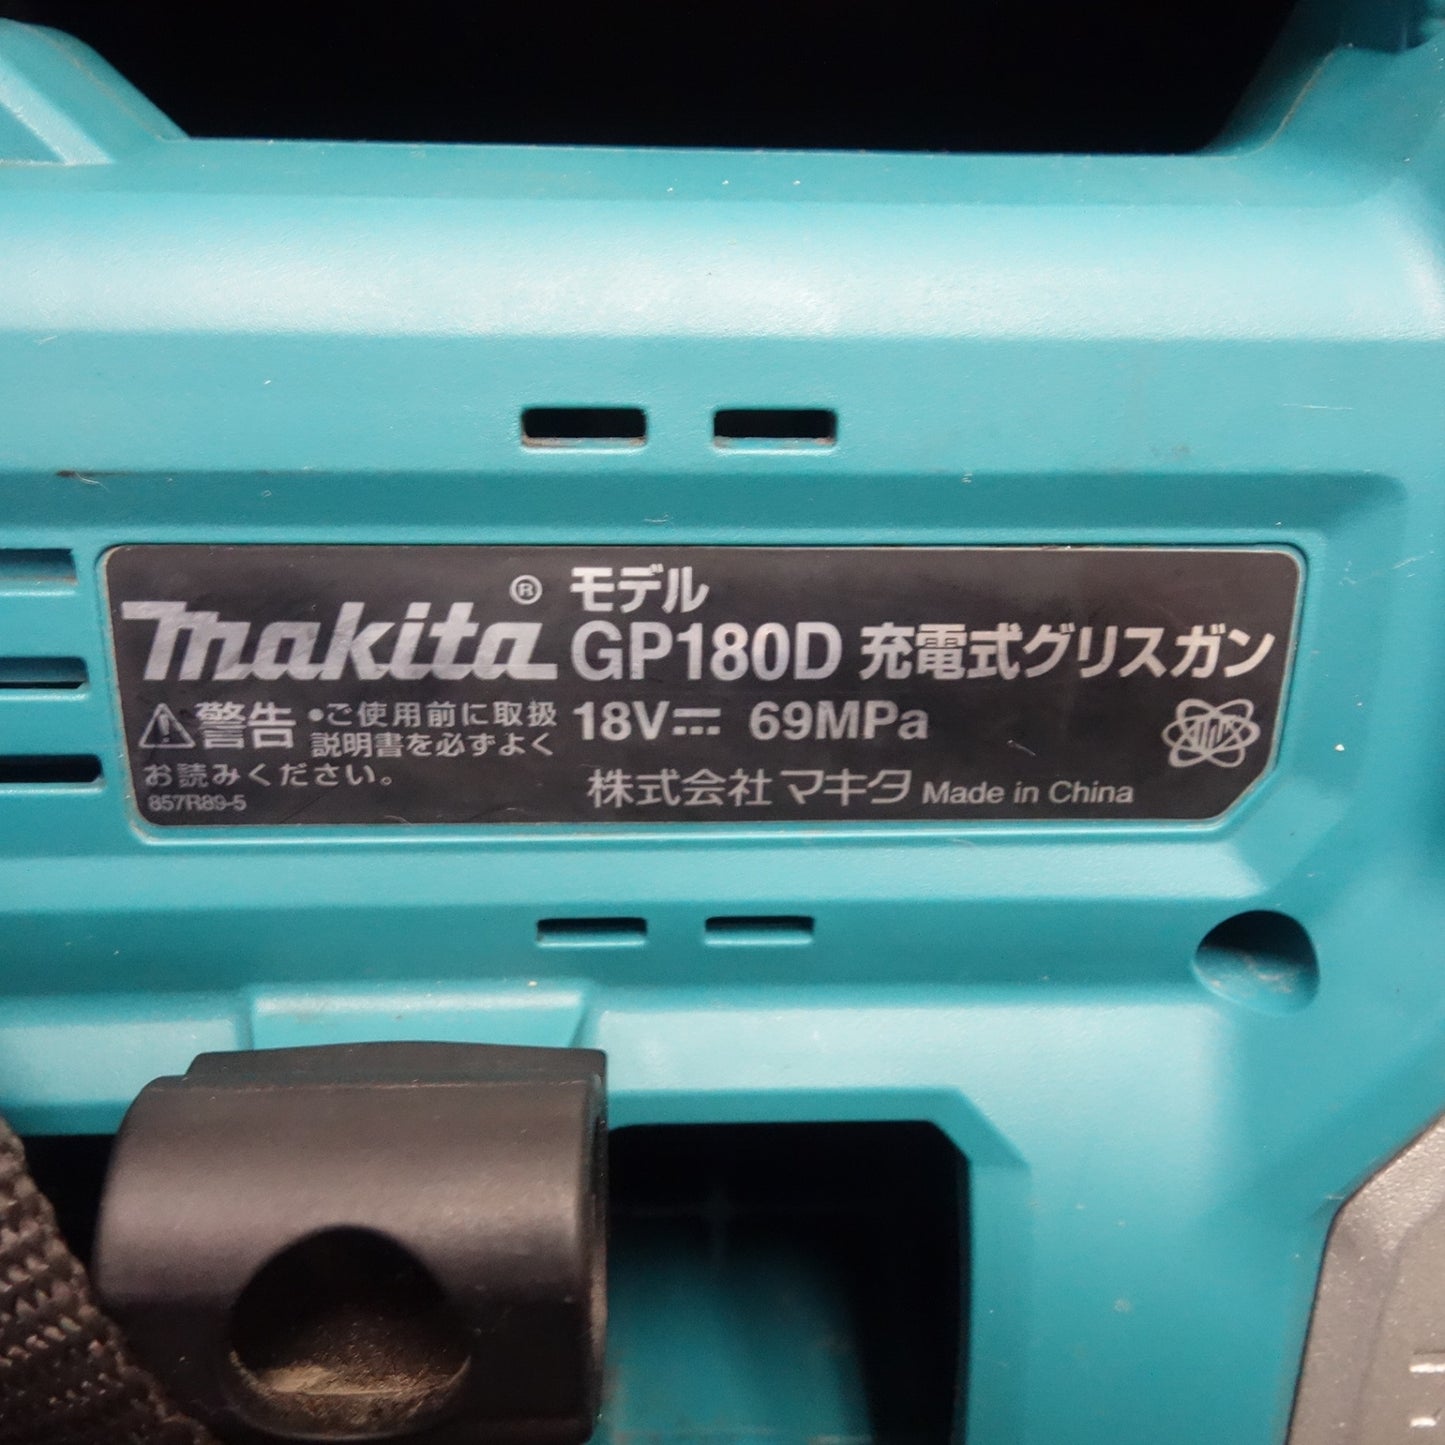 makita®
モデル
GP180D 充電式グリスガン
18V 69MPa
警告 •ご使用前に取扱
説明書を必ずよく
お読みください。
857R89-5
株式会社マキタ Made in China